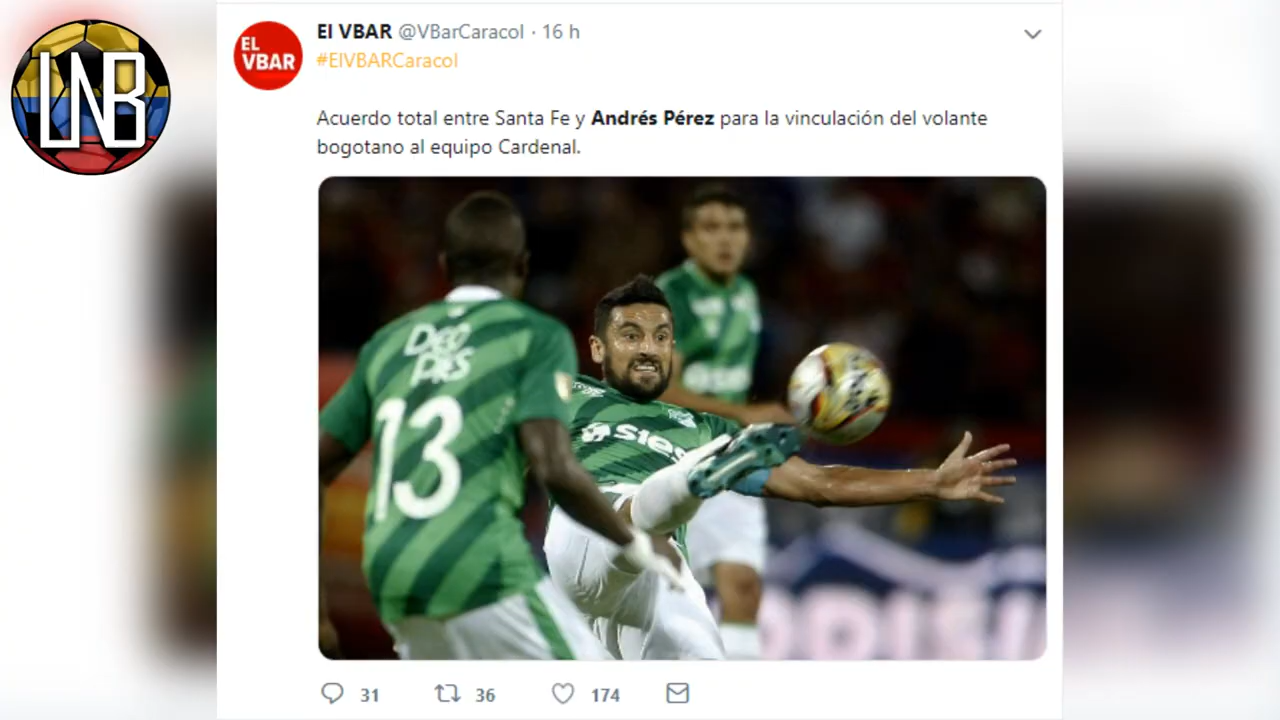 LNB
EL
VBAR
El VBAR @VBarCaracol · 16 h
#ElVBARCaracol
Acuerdo total entre Santa Fe y Andrés Pérez para la vinculación del volante
bogotano al equipo Cardenal.
13
31 36 174